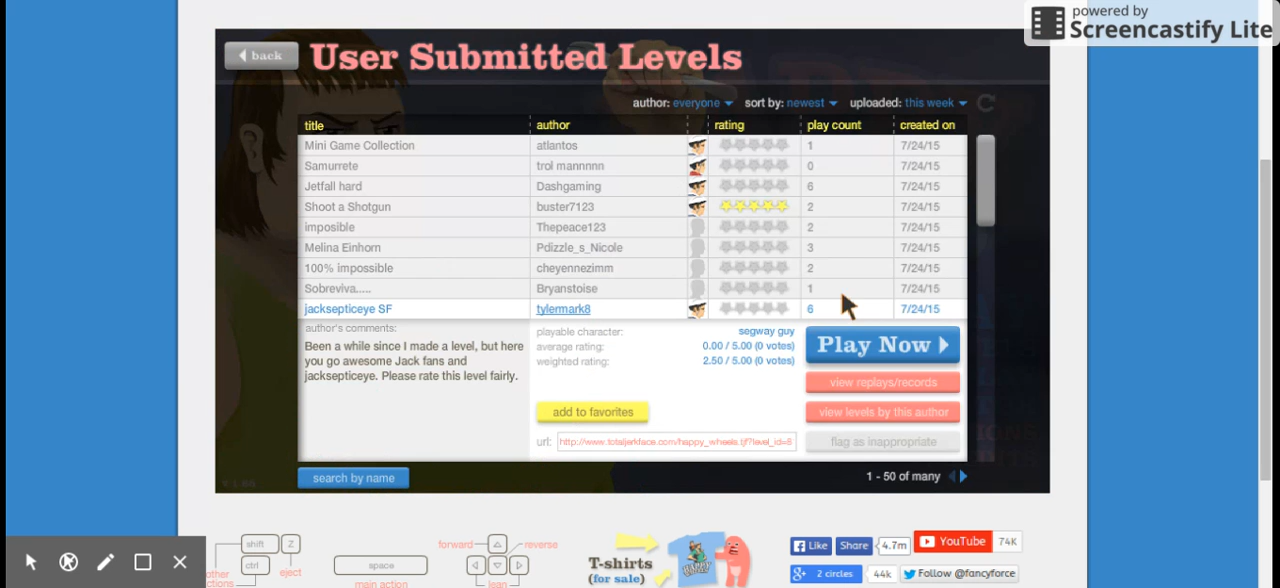 powered by
Screencastify Lite
back
User Submitted Levels
author: everyone sort by: newest uploaded: this week
title author rating play count created on
Mini Game Collection atlantos 1 7/24/15
Samurrete trol mannnnn 0 7/24/15
Jetfall hard Dashgaming 6 7/24/15
Shoot a Shotgun buster7123 2 7/24/15
imposible Thepeace123 2 7/24/15
Melina Einhorn Pdizzle_s_Nicole 3 7/24/15
100% impossible cheyennezimm 2 7/24/15
Sobreviva..... Bryanstoise 1 7/24/15
jacksepticeye SF tylermark8 6 7/24/15
author's comments:
Been a while since I made a level, but here
you go awesome Jack fans and
jacksepticeye. Please rate this level fairly.
playable character: segway guy
average rating: 0.00 / 5.00 (0 votes)
weighted rating: 2.50 / 5.00 (0 votes)
Play Now
view replays/records
add to favorites
view levels by this author
url: http://www.totaljerkface.com/happy_wheels.tjf?level_id=5
flag as inappropriate
search by name
1 - 50 of many
shift Z
ctrl eject
other
actions
space
main action
forward reverse
lean
T-shirts
(for sale)
Like Share 4.7m
YouTube 74K
2 circles 44k
Follow @fancyforce